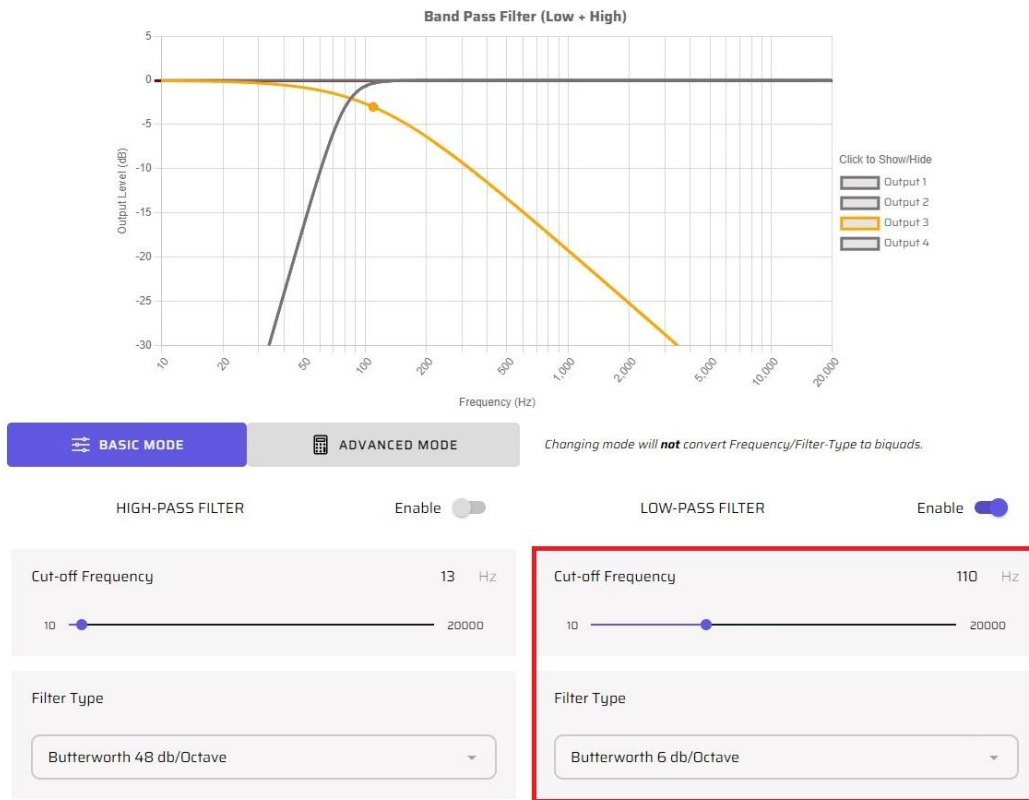 Band Pass Filter (Low + High)
5
0
-5
-10
-15
-20
-25
-30
Output Level (dB)
10
20
50
100
200
500
1,000
2,000
5,000
10,000
20,000
Frequency (Hz)
Click to Show/Hide
Output 1
Output 2
Output 3
Output 4
BASIC MODE
ADVANCED MODE
Changing mode will not convert Frequency/Filter-Type to biquads.
HIGH-PASS FILTER Enable
LOW-PASS FILTER Enable
Cut-off Frequency 13 Hz
10 20000
Filter Type
Butterworth 48 db/Octave
Cut-off Frequency 110 Hz
10 20000
Filter Type
Butterworth 6 db/Octave